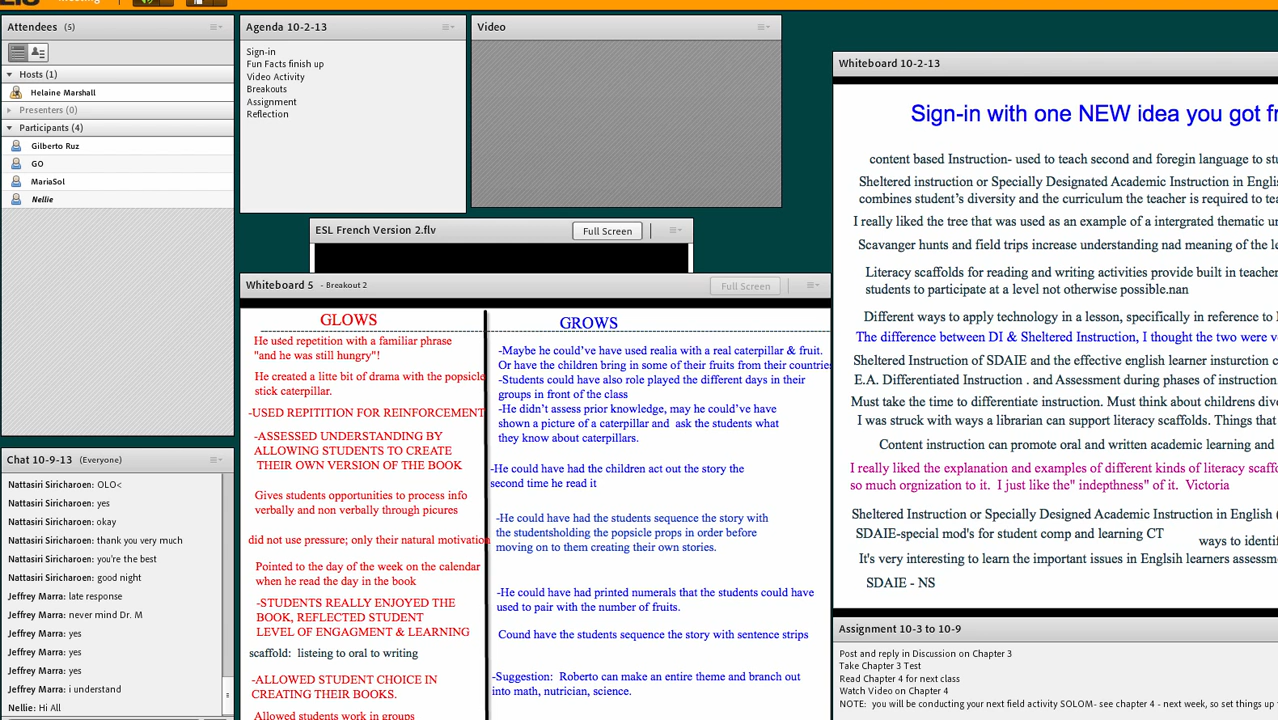 Meeting
Attendees (5)
Hosts (1)
Helaine Marshall
Presenters (0)
Participants (4)
Gilberto Ruz
GO
MariaSol
Nellie
Chat 10-9-13 (Everyone)
Nattasiri Sricharoen: OLO<
Nattasiri Sricharoen: yes
Nattasiri Sricharoen: okay
Nattasiri Sricharoen: thank you very much
Nattasiri Sricharoen: you're the best
Nattasiri Sricharoen: good night
Jeffrey Marra: late response
Jeffrey Marra: never mind Dr. M
Jeffrey Marra: yes
Jeffrey Marra: yes
Jeffrey Marra: yes
Jeffrey Marra: i understand
Nellie: Hi All
Agenda 10-2-13
Sign-in
Fun Facts finish up
Video Activity
Breakouts
Assignment
Reflection
Video
ESL French Version 2.flv
Full Screen
Whiteboard 5 - Breakout 2
Full Screen
GLOWS
He used repetition with a familiar phrase
"and he was still hungry"!
He created a litte bit of drama with the popsicle
stick caterpillar.
-USED REPITITION FOR REINFORCEMENT
-ASSESSED UNDERSTANDING BY
ALLOWING STUDENTS TO CREATE
THEIR OWN VERSION OF THE BOOK
Gives students opportunities to process info
verbally and non verbally through picures
did not use pressure; only their natural motivation
Pointed to the day of the week on the calendar
when he read the day in the book
-STUDENTS REALLY ENJOYED THE
BOOK, REFLECTED STUDENT
LEVEL OF ENGAGMENT & LEARNING
scaffold: listeing to oral to writing
-ALLOWED STUDENT CHOICE IN
CREATING THEIR BOOKS.
Allowed students work in groups
GROWS
-Maybe he could've have used realia with a real caterpillar & fruit.
Or have the children bring in some of their fruits from their countries
-Students could have also role played the different days in their
groups in front of the class
-He didn't assess prior knowledge, may he could've have
shown a picture of a caterpillar and ask the students what
they know about caterpillars.
-He could have had the children act out the story the
second time he read it
-He could have had the students sequence the story with
the studentsholding the popsicle props in order before
moving on to them creating their own stories.
-He could have had printed numerals that the students could have
used to pair with the number of fruits.
Cound have the students sequence the story with sentence strips
-Suggestion: Roberto can make an entire theme and branch out
into math, nutrician, science.
Whiteboard 10-2-13
Sign-in with one NEW idea you got fr
content based Instruction- used to teach second and foregin language to stu
Sheltered instruction or Specially Designated Academic Instruction in Englis
combines student's diversity and the curriculum the teacher is required to tea
I really liked the tree that was used as an example of a intergrated thematic un
Scavanger hunts and field trips increase understanding nad meaning of the le
Literacy scaffolds for reading and writing activities provide built in teacher
students to participate at a level not otherwise possible.nan
Different ways to apply technology in a lesson, specifically in reference to
The difference between DI & Sheltered Instruction, I thought the two were v
Sheltered Instruction of SDAIE and the effective english learner insturction c
E.A. Differentiated Instruction . and Assessment during phases of instruction
Must take the time to differentiate instruction. Must think about childrens dive
I was struck with ways a librarian can support literacy scaffolds. Things that
Content instruction can promote oral and written academic learning and
I really liked the explanation and examples of different kinds of literacy scaffo
so much orgnization to it. I just like the" indepthness" of it. Victoria
Sheltered Instruction or Specially Designed Academic Instruction in English (
SDAIE-special mod's for student comp and learning CT
ways to identif
It's very interesting to learn the important issues in Englsih learners assessm
SDAIE - NS
Assignment 10-3 to 10-9
Post and reply in Discussion on Chapter 3
Take Chapter 3 Test
Read Chapter 4 for next class
Watch Video on Chapter 4
NOTE: you will be conducting your next field activity SOLOM- see chapter 4 - next week, so set things up